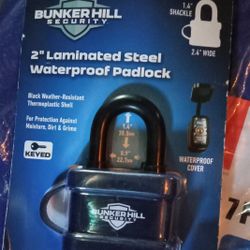 BUNKER HILL
SECURITY
1.4"
SHACKLE
2.4" WIDE
2" Laminated Steel
Waterproof Padlock
Black Weather-Resistant
Thermoplastic Shell
For Protection Against
Moisture, Dirt & Grime
KEYED
WATERPROOF
COVER
BUNKER HILL
SECURITY